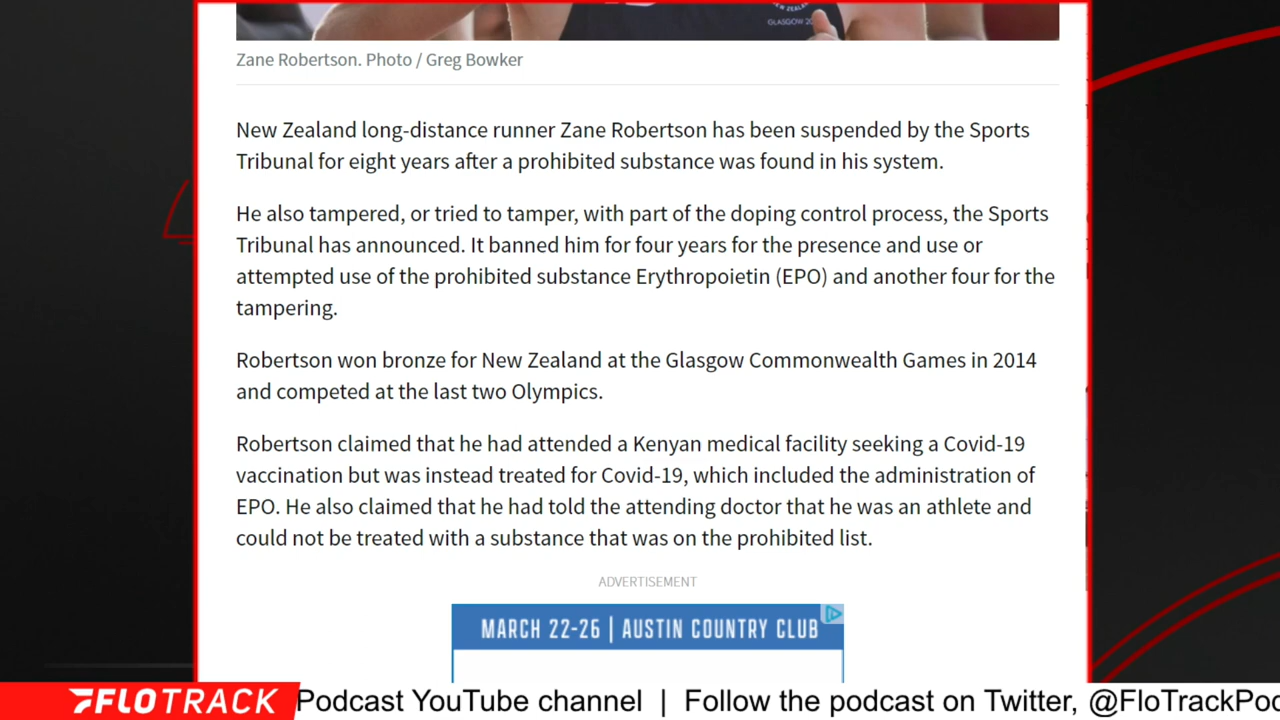 NEW ZEALAND
GLASGOW 20
Zane Robertson. Photo / Greg Bowker
New Zealand long-distance runner Zane Robertson has been suspended by the Sports
Tribunal for eight years after a prohibited substance was found in his system.
He also tampered, or tried to tamper, with part of the doping control process, the Sports
Tribunal has announced. It banned him for four years for the presence and use or
attempted use of the prohibited substance Erythropoietin (EPO) and another four for the
tampering.
Robertson won bronze for New Zealand at the Glasgow Commonwealth Games in 2014
and competed at the last two Olympics.
Robertson claimed that he had attended a Kenyan medical facility seeking a Covid-19
vaccination but was instead treated for Covid-19, which included the administration of
EPO. He also claimed that he had told the attending doctor that he was an athlete and
could not be treated with a substance that was on the prohibited list.
ADVERTISEMENT
MARCH 22-26 | AUSTIN COUNTRY CLUB
FLOTRACK Podcast YouTube channel | Follow the podcast on Twitter, @FloTrackPod